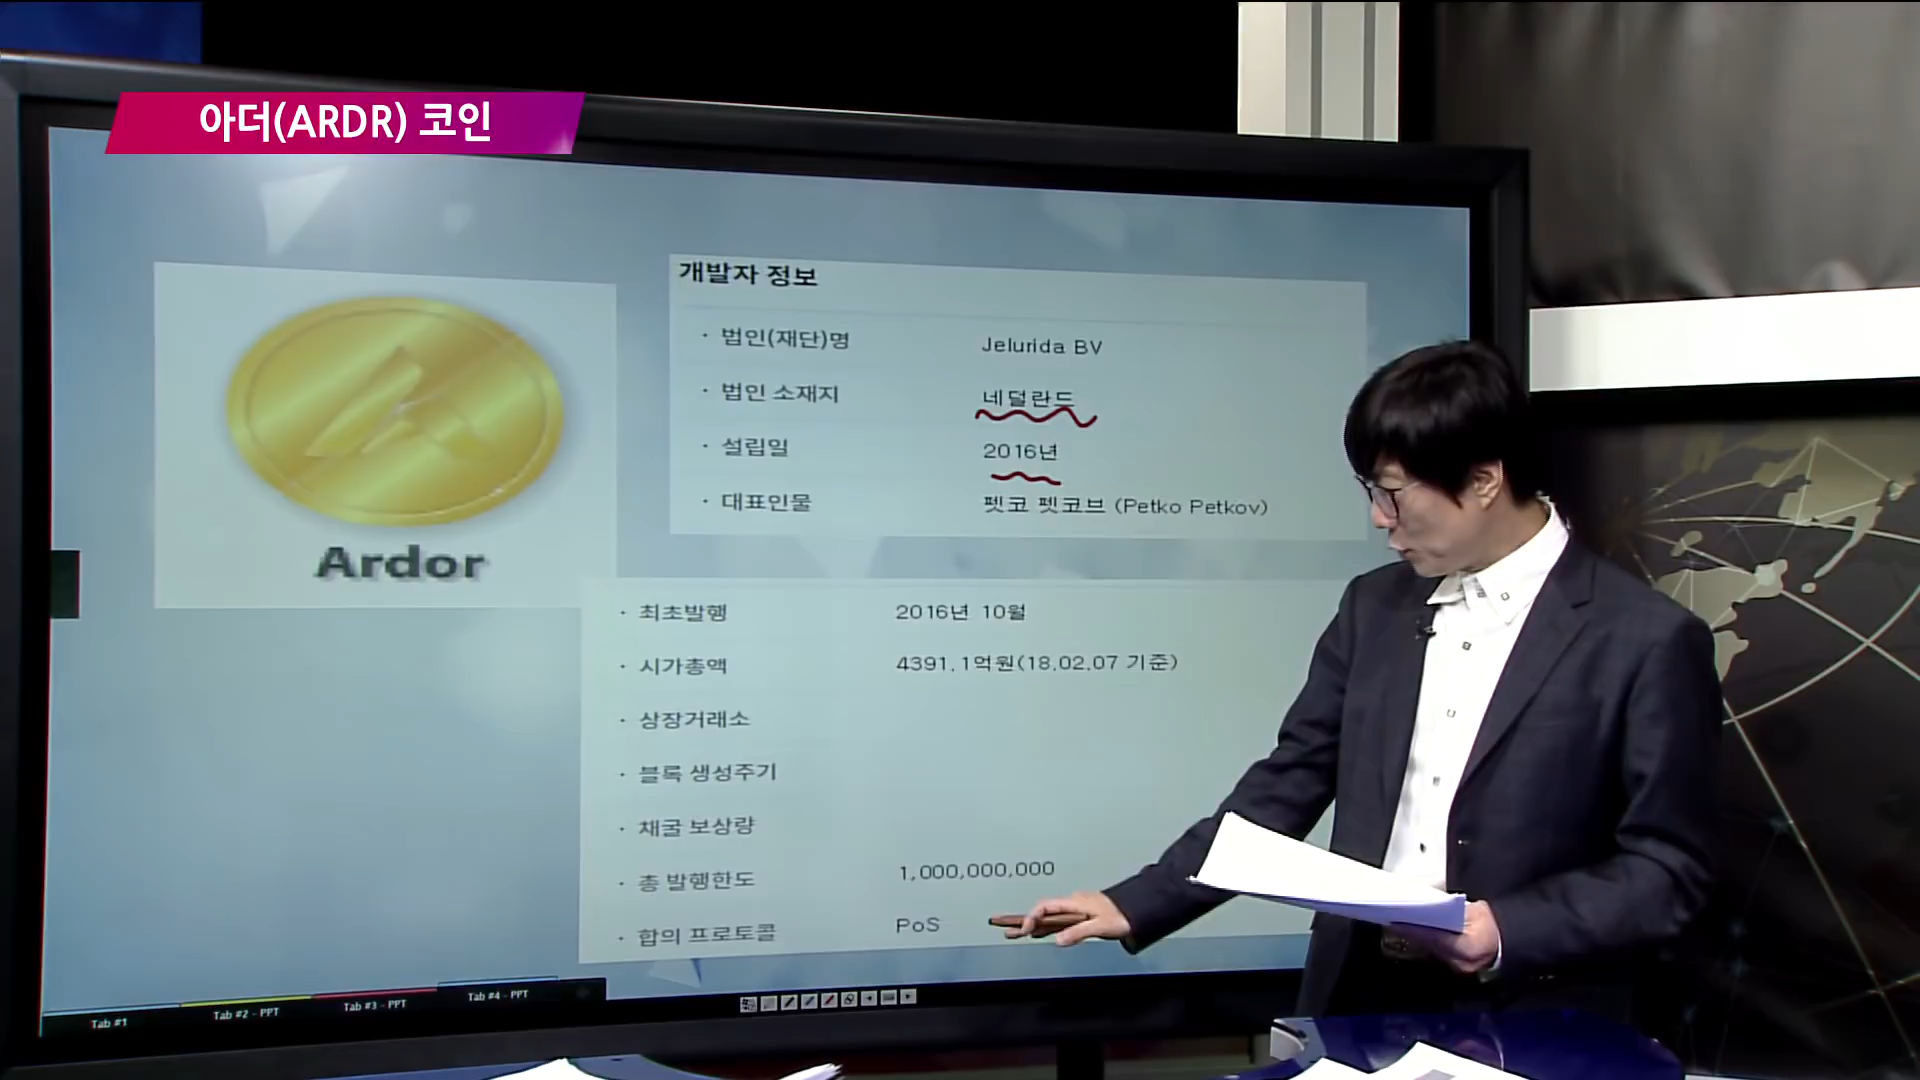 아더(ARDR) 코인
개발자 정보
· 법인(재단)명 Jelurida BV
· 법인 소재지 네덜란드
· 설립일 2016년
· 대표인물 펫코 펫코브 (Petko Petkov)
Ardor
· 최초발행 2016년 10월
· 시가총액 4391.1억원(18.02.07 기준)
· 상장거래소
· 블록 생성주기
· 채굴 보상량
· 총 발행한도 1,000,000,000
· 합의 프로토콜 PoS
Tab #1 Tab #2 - PPT Tab #3 - PPT Tab #4 - PPT